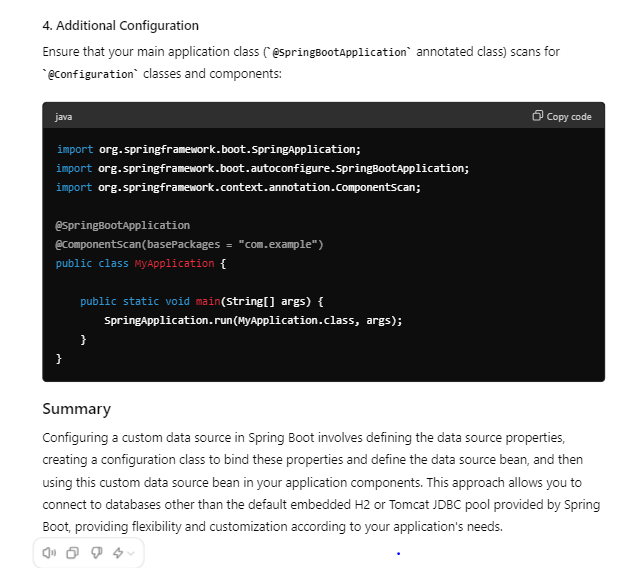 4. Additional Configuration
Ensure that your main application class (`@SpringBootApplication` annotated class) scans for
`@Configuration` classes and components:
java
Copy code
import org.springframework.boot.SpringApplication;
import org.springframework.boot.autoconfigure.SpringBootApplication;
import org.springframework.context.annotation.ComponentScan;
@SpringBootApplication
@ComponentScan(basePackages = "com.example")
public class MyApplication {
    public static void main(String[] args) {
        SpringApplication.run(MyApplication.class, args);
    }
}
Summary
Configuring a custom data source in Spring Boot involves defining the data source properties,
creating a configuration class to bind these properties and define the data source bean, and then
using this custom data source bean in your application components. This approach allows you to
connect to databases other than the default embedded H2 or Tomcat JDBC pool provided by Spring
Boot, providing flexibility and customization according to your application's needs.